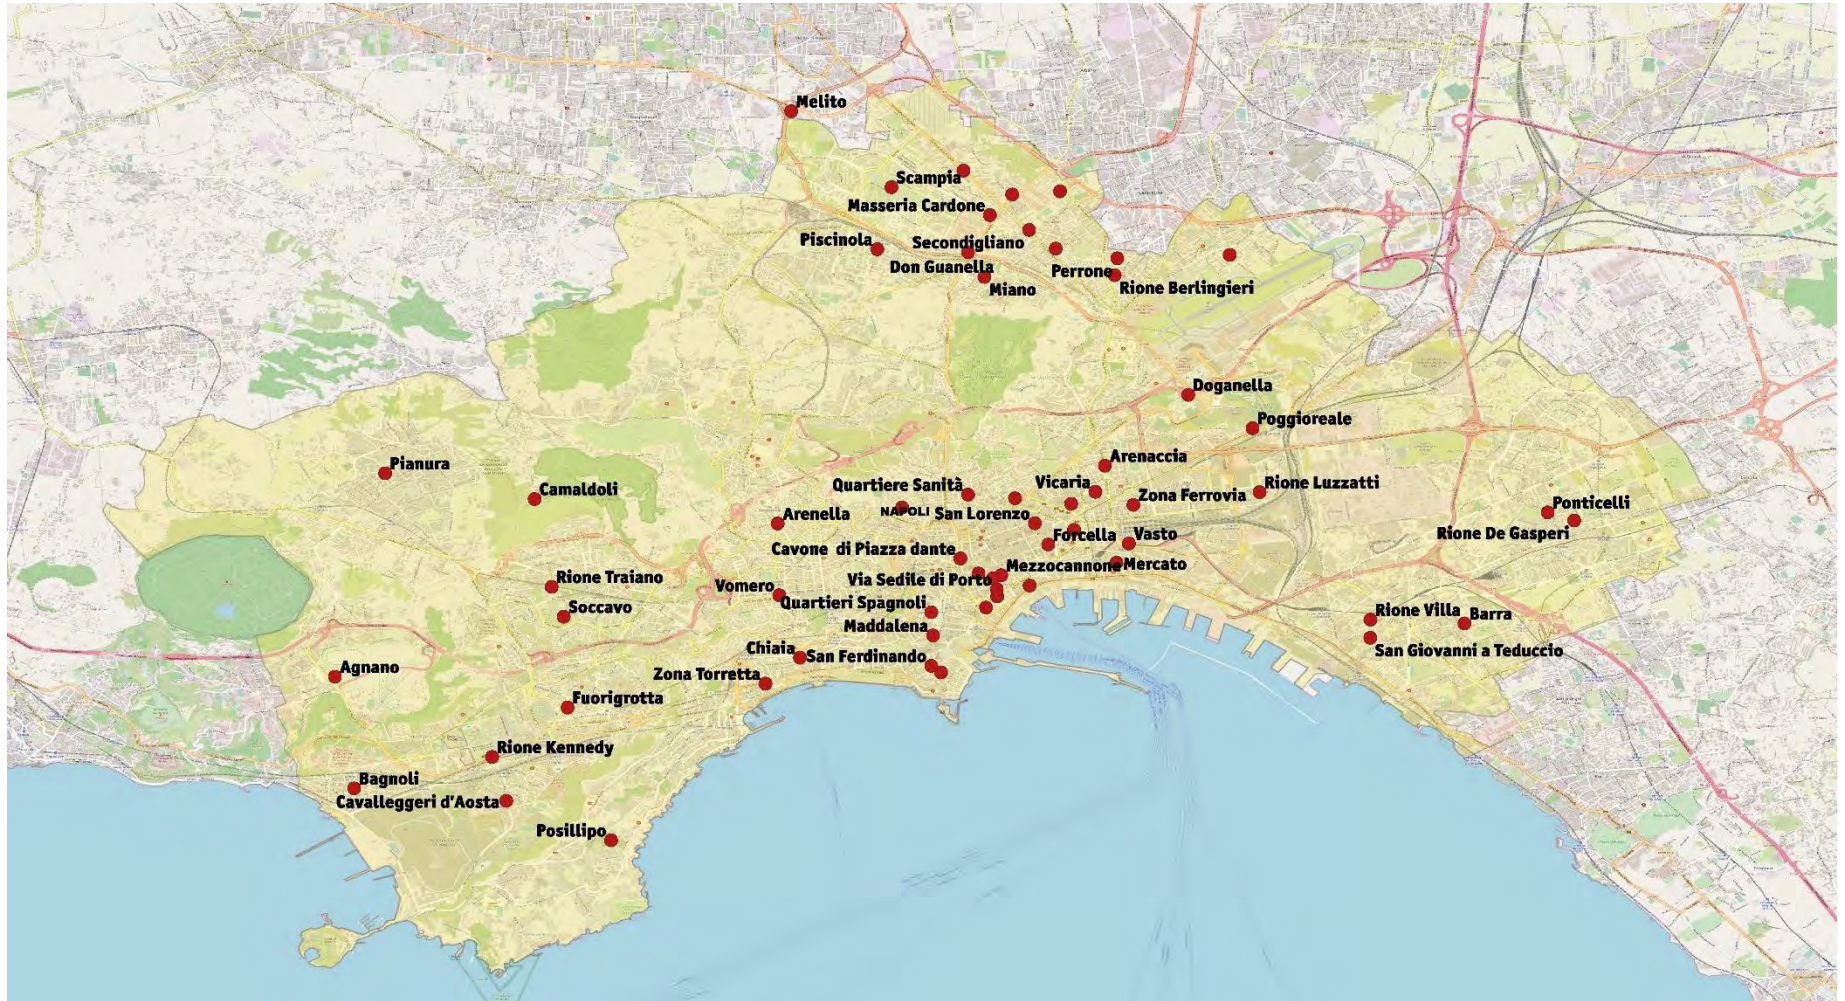 Melito
Scampia
Masseria Cardone
Piscinola
Secondigliano
Don Guanella
Perrone
Miano
Rione Berlingieri
Doganella
Poggioreale
Arenaccia
Pianura
Camaldoli
Quartiere Sanità
Vicaria
Rione Luzzatti
Zona Ferrovia
Ponticelli
Arenella
NAPOLI
San Lorenzo
Rione De Gasperi
Forcella
Vasto
Cavone di Piazza dante
Mezzocannone
Mercato
Rione Traiano
Via Sedile di Porto
Vomero
Quartieri Spagnoli
Soccavo
Rione Villa
Barra
Maddalena
Chiaia
San Ferdinando
San Giovanni a Teduccio
Agnano
Zona Torretta
Fuorigrotta
Rione Kennedy
Bagnoli
Cavalleggeri d'Aosta
Posillipo